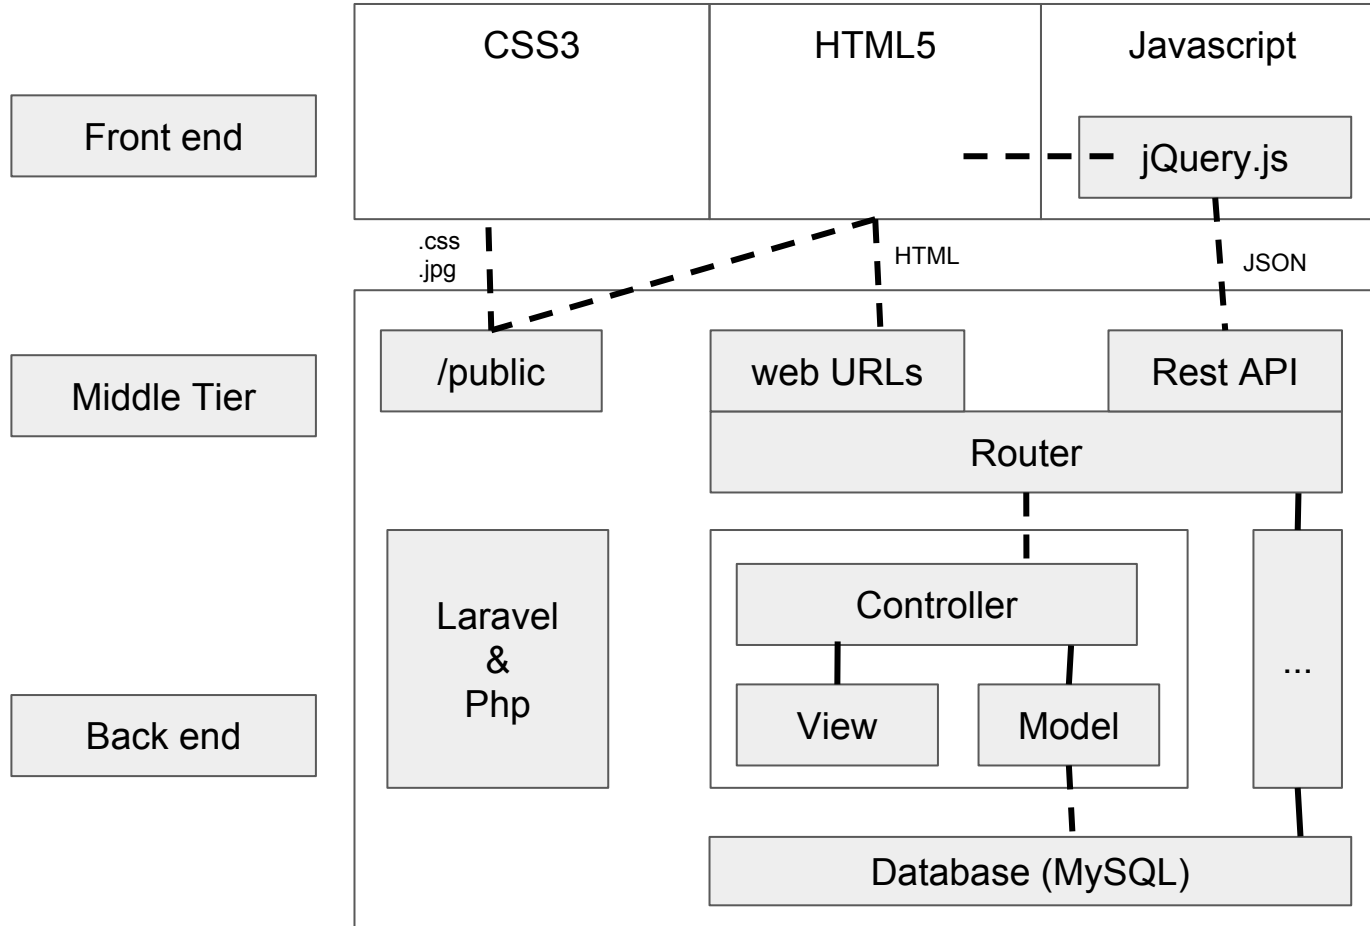 CSS3
HTML5
Javascript
Front end
jQuery.js
.css
.jpg
HTML
JSON
/public
web URLs
Rest API
Middle Tier
Router
Laravel
&
Php
Controller
...
View
Model
Back end
Database (MySQL)